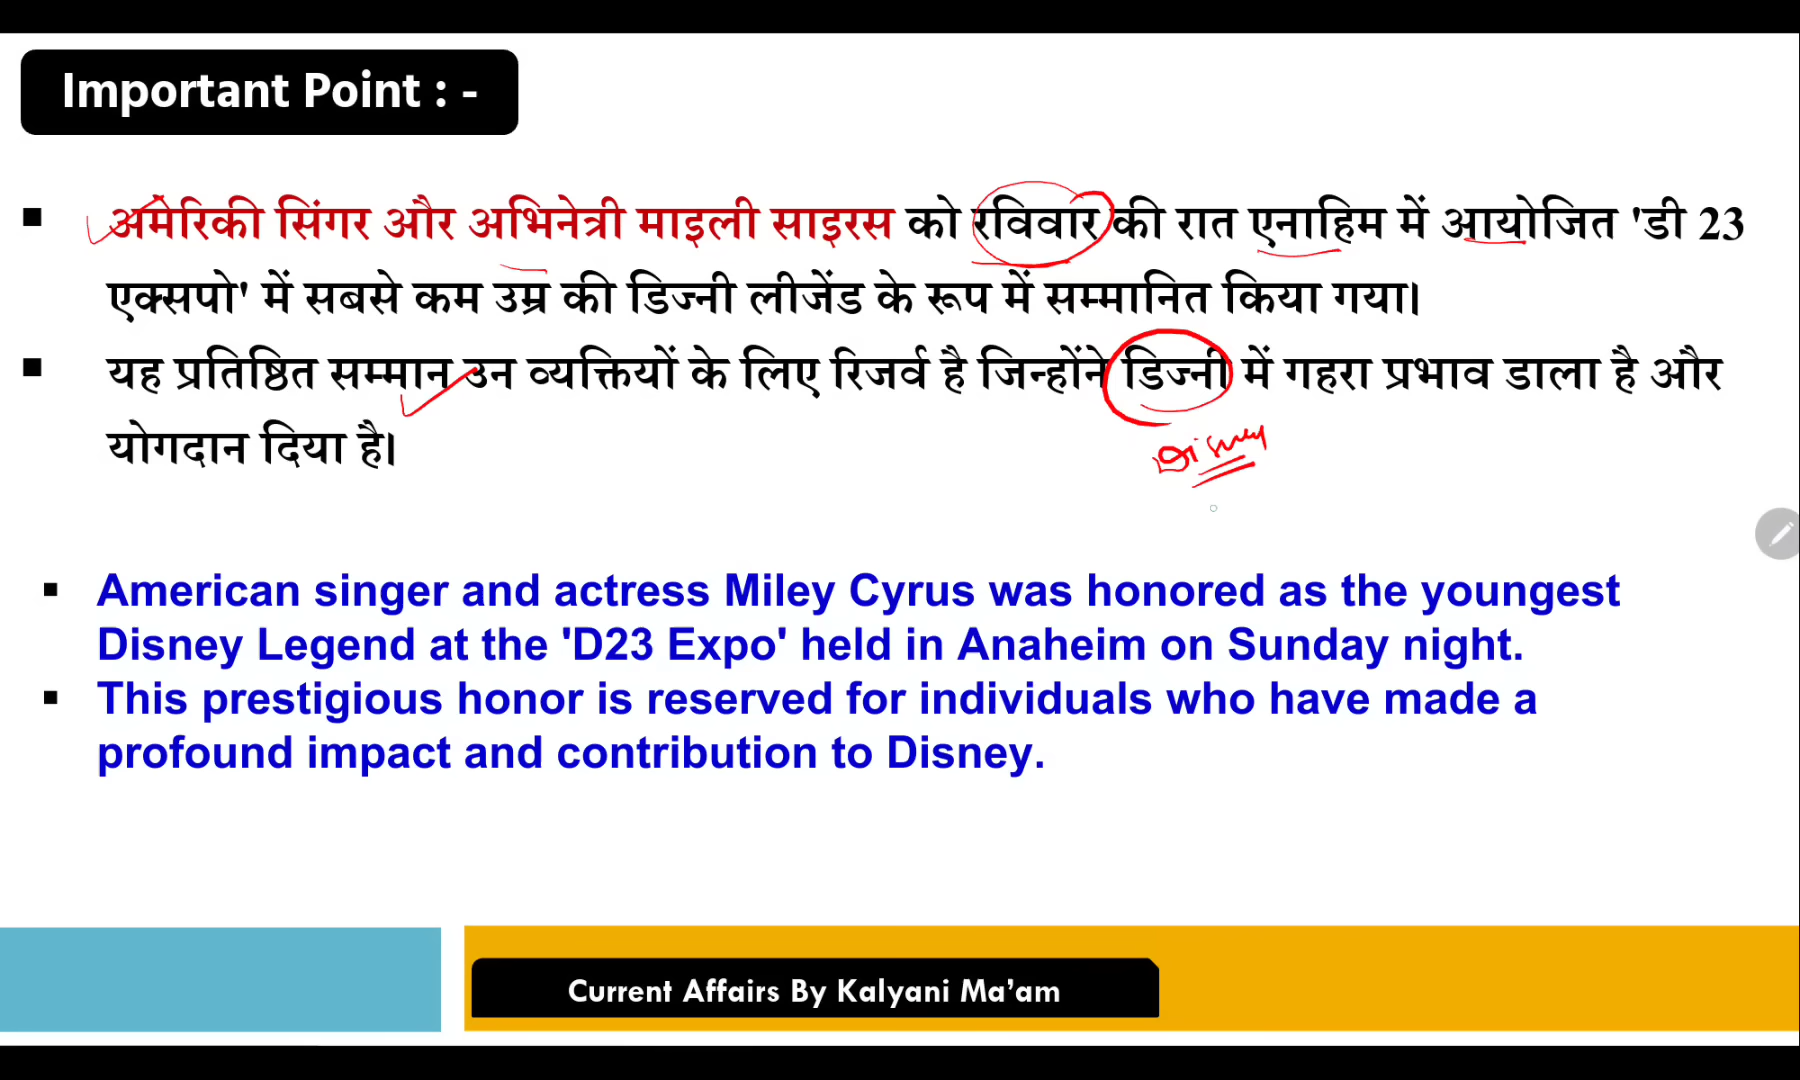 Important Point : -
▪ अमेरिकी सिंगर और अभिनेत्री माइली साइरस को रविवार की रात एनाहिम में आयोजित 'डी 23
एक्सपो' में सबसे कम उम्र की डिज्नी लीजेंड के रूप में सम्मानित किया गया।
▪ यह प्रतिष्ठित सम्मान उन व्यक्तियों के लिए रिजर्व है जिन्होंने डिज्नी में गहरा प्रभाव डाला है और
योगदान दिया है।
Disney
▪ American singer and actress Miley Cyrus was honored as the youngest
Disney Legend at the 'D23 Expo' held in Anaheim on Sunday night.
▪ This prestigious honor is reserved for individuals who have made a
profound impact and contribution to Disney.
Current Affairs By Kalyani Ma’am